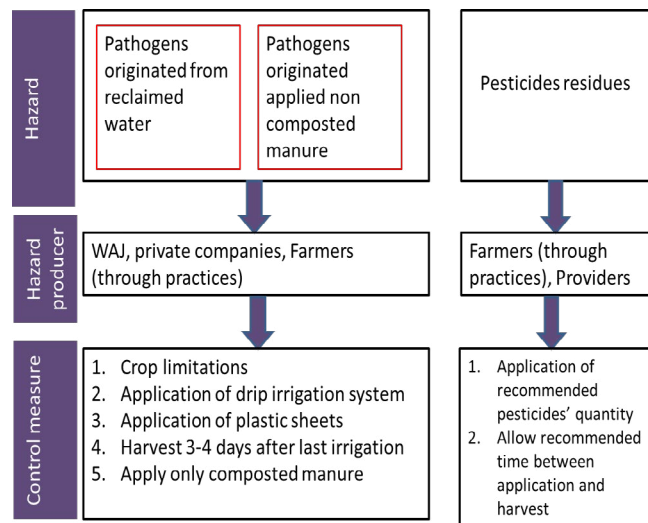 Hazard
Pathogens
originated from
reclaimed
water
Pathogens
originated
applied non
composted
manure
Pesticides residues
Hazard
producer
WAJ, private companies, Farmers
(through practices)
Farmers (through
practices), Providers
Control measure
1. Crop limitations
2. Application of drip irrigation system
3. Application of plastic sheets
4. Harvest 3-4 days after last irrigation
5. Apply only composted manure
1. Application of
recommended
pesticides’ quantity
2. Allow recommended
time between
application and
harvest